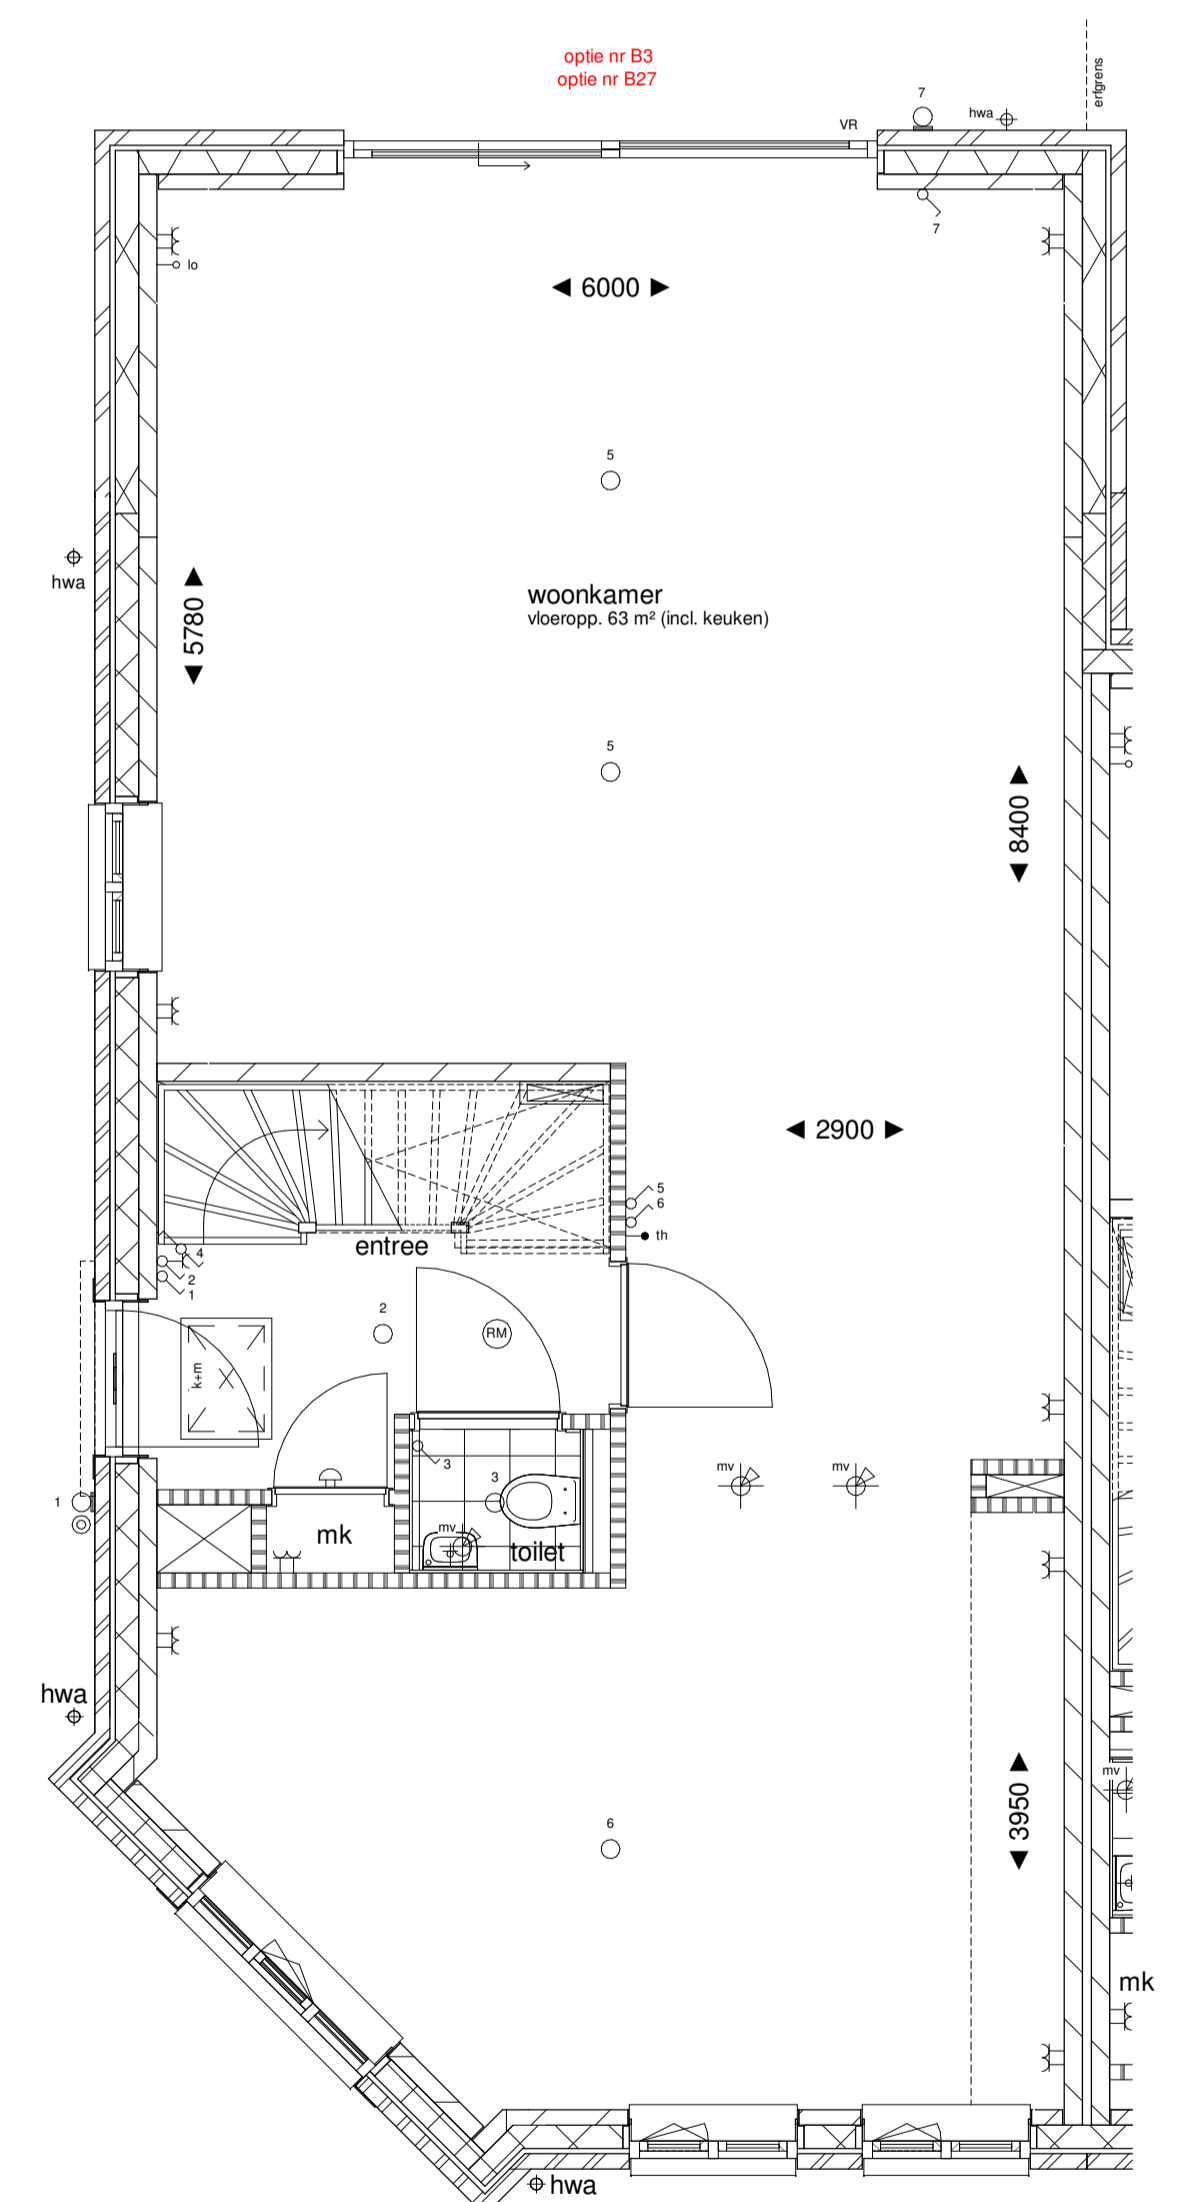 optie nr B3
optie nr B27
erfgrens
7
hwa
VR
7
lo
◄ 6000 ►
5
hwa
◄ 5780 ►
woonkamer
vloeropp. 63 m² (incl. keuken)
5
◄ 8400 ►
◄ 2900 ►
5
6
th
entree
4
2
1
2
RM
k+m
3
3
mv
mv
1
mv
mk
toilet
hwa
◄ 3950 ►
mv
6
mk
hwa